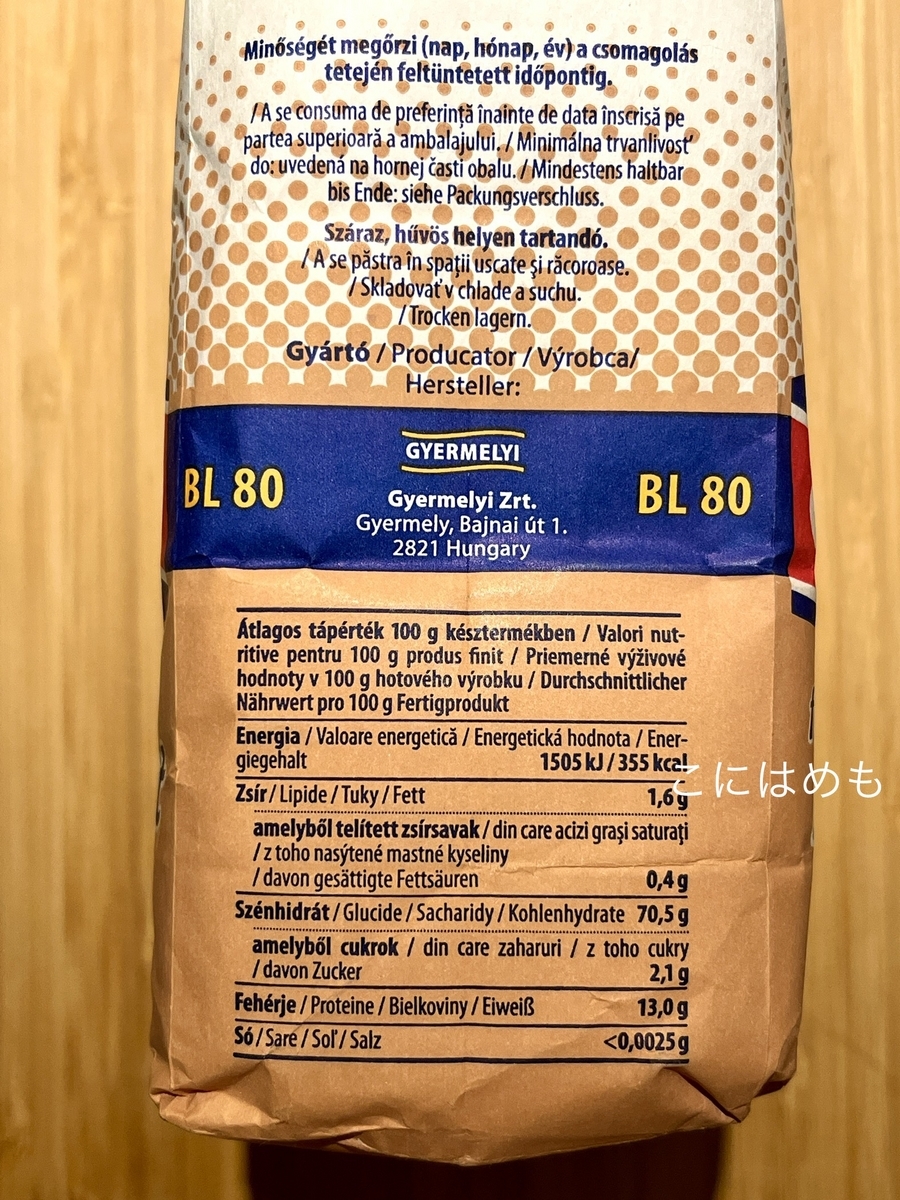 Minőségét megőrzi (nap, hónap, év) a csomagolás
tetején feltüntetett időpontig.
/ A se consuma de preferință înainte de data înscrisă pe
partea superioară a ambalajului. / Minimálna trvanlivosť
do: uvedená na hornej časti obalu. / Mindestens haltbar
bis Ende: siehe Packungsverschluss.
Száraz, hűvös helyen tartandó.
/ A se păstra în spații uscate și răcoroase.
/ Skladovať v chlade a suchu.
/ Trocken lagern.
Gyártó / Producator / Výrobca/
Hersteller:
GYERMELYI
BL 80
BL 80
Gyermelyi Zrt.
Gyermely, Bajnai út 1.
2821 Hungary
Átlagos tápérték 100 g késztermékben / Valori nut-
ritive pentru 100 g produs finit / Priemerné výživové
hodnoty v 100 g hotového výrobku / Durchschnittlicher
Nährwert pro 100 g Fertigprodukt
Energia / Valoare energetică / Energetická hodnota / Ener-
giegehalt 1505 kJ / 355 kcal
こにはめも
Zsír / Lipide / Tuky / Fett 1,6 g
amelyből telített zsírsavak / din care acizi grași saturați
/ z toho nasýtené mastné kyseliny
/ davon gesättigte Fettsäuren 0,4 g
Szénhidrát / Glucide / Sacharidy / Kohlenhydrate 70,5 g
amelyből cukrok / din care zaharuri / z toho cukry
/ davon Zucker 2,1 g
Fehérje / Proteine / Bielkoviny / Eiweiß 13,0 g
Só / Sare / Soľ / Salz <0,0025 g